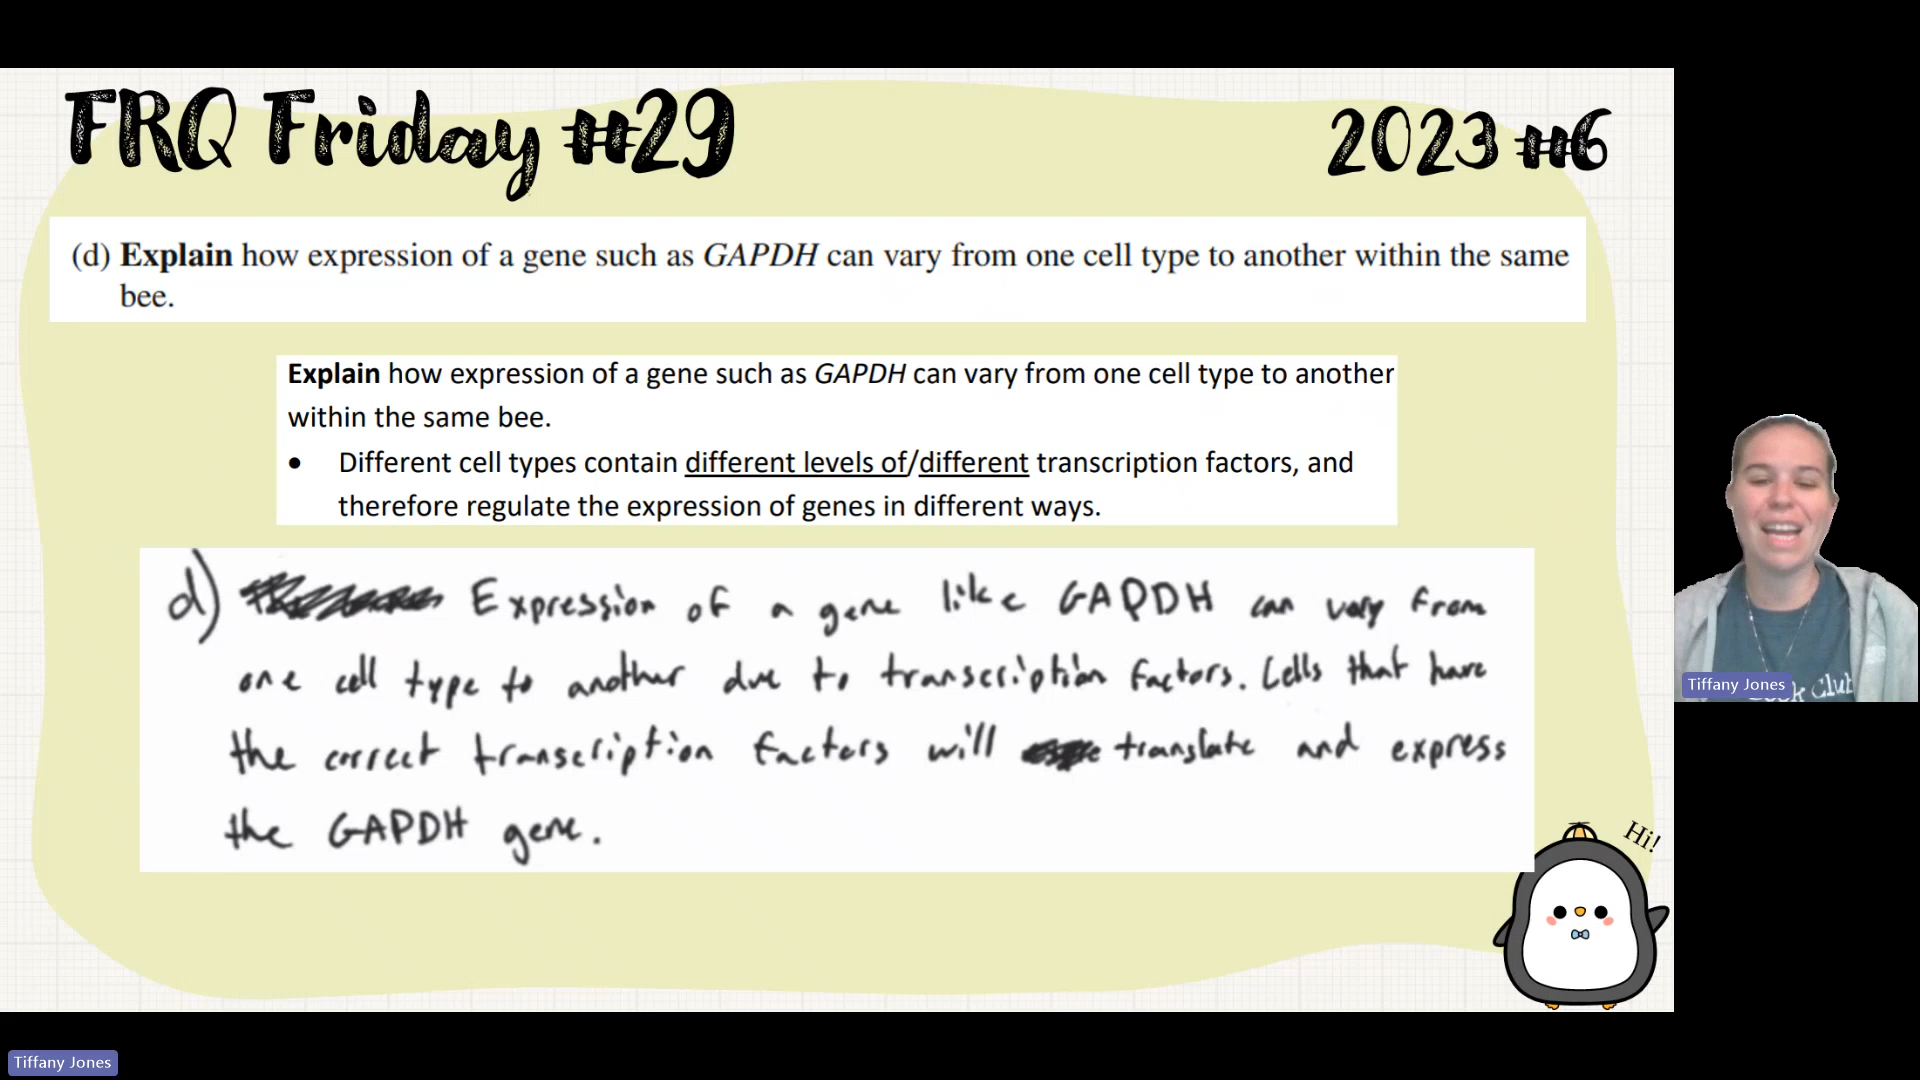 FRQ Friday #29
2023 #6
(d) Explain how expression of a gene such as GAPDH can vary from one cell type to another within the same
bee.
Explain how expression of a gene such as GAPDH can vary from one cell type to another
within the same bee.
• Different cell types contain different levels of/different transcription factors, and
therefore regulate the expression of genes in different ways.
d) Expression of a gene like GAPDH can vary from
one cell type to another due to transcription factors. Cells that have
the correct transcription factors will translate and express
the GAPDH gene.
Hi!
Tiffany Jones
Book Club
Tiffany Jones